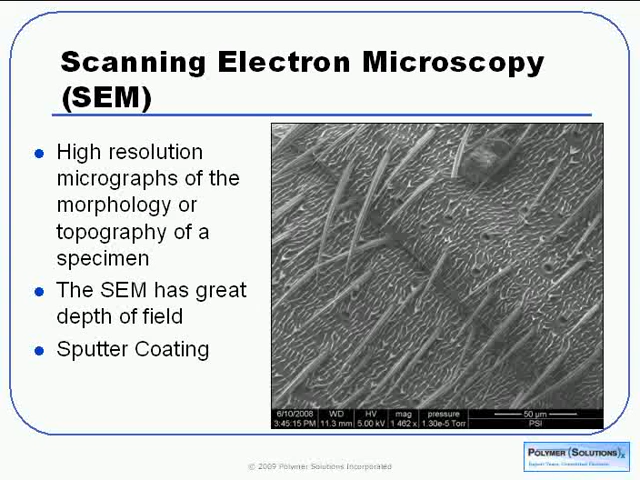 Scanning Electron Microscopy
(SEM)
High resolution
micrographs of the
morphology or
topography of a
specimen
The SEM has great
depth of field
Sputter Coating
6/10/2008 WD HV mag pressure 50 µm
3:45:15 PM 11.3 mm 5.00 kV 1 462 x 1.30e-5 Torr PSI
POLYMER SOLUTIONS
© 2009 Polymer Solutions Incorporated